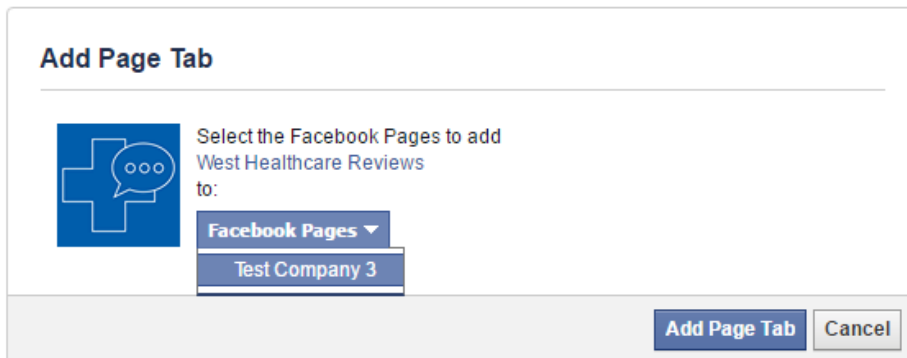 Add Page Tab
Select the Facebook Pages to add
West Healthcare Reviews
to:
Facebook Pages
Test Company 3
Add Page Tab
Cancel